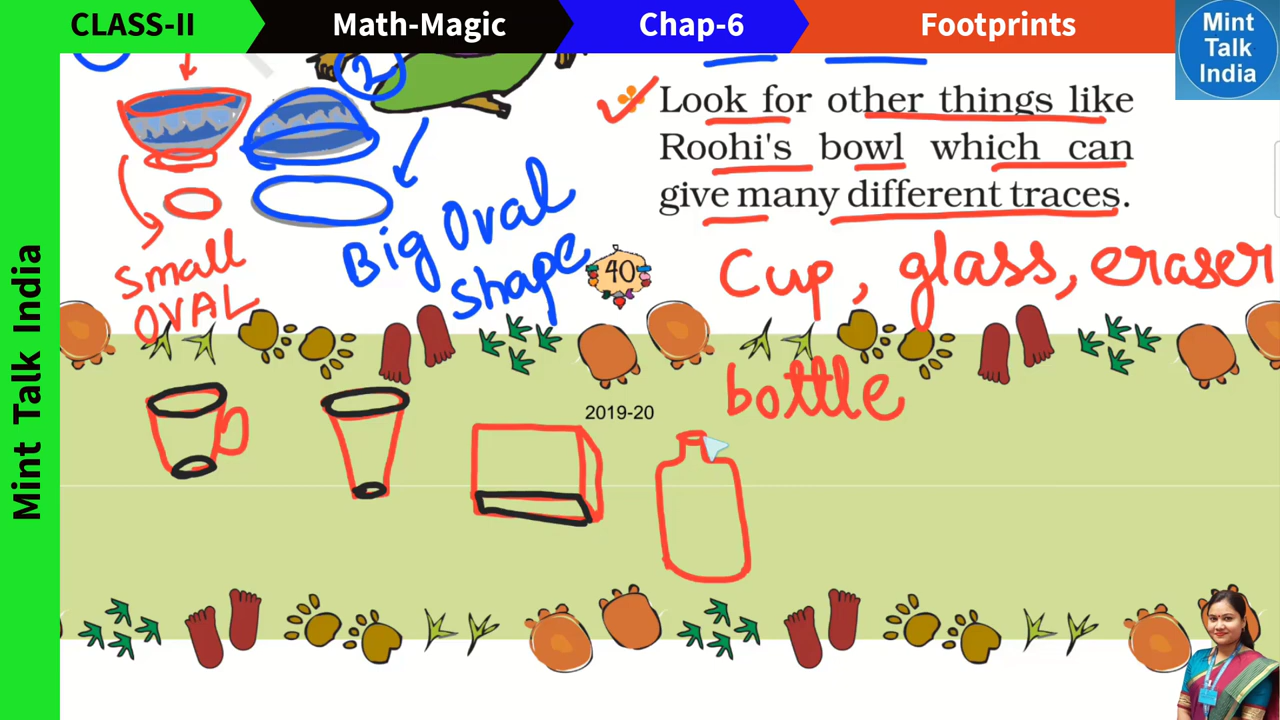 CLASS-II
Math-Magic
Chap-6
Footprints
Mint
Talk
India
Mint Talk India
2
Look for other things like
Roohi's bowl which can
give many different traces.
Small
OVAL
Big Oval
shape
40
Cup, glass, eraser
bottle
2019-20